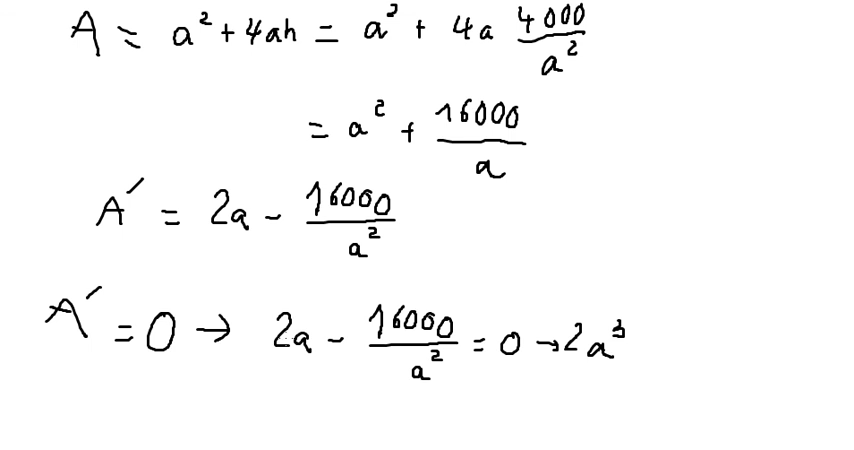 A = a² + 4ah = a² + 4a 4000/a²
= a² + 16000/a
A′ = 2a - 16000/a²
A′ = 0 → 2a - 16000/a² = 0 → 2a³